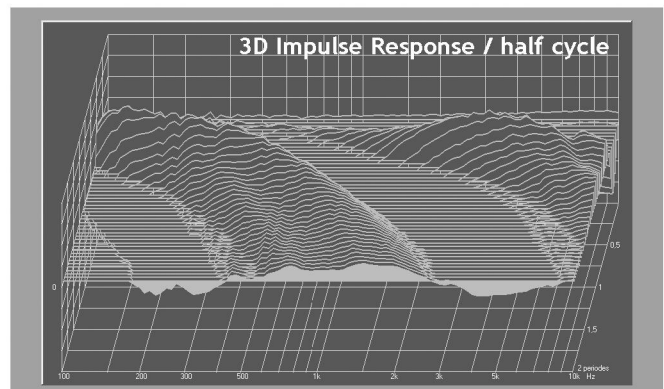 3D Impulse Response / half cycle
0
0,5
1
1,5
2 periodes
100 200 300 500 1k 2k 3k 5k 10k Hz